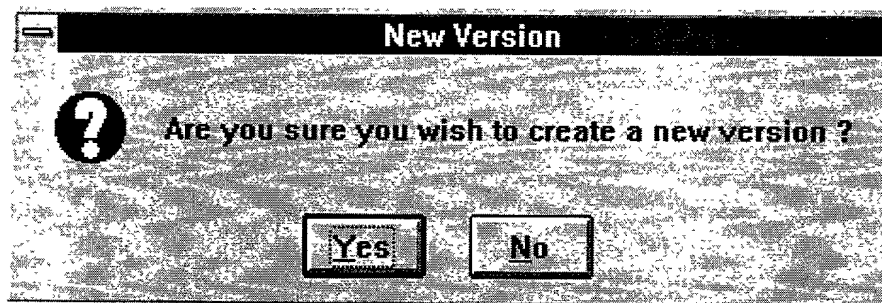 New Version
Are you sure you wish to create a new version ?
Yes
No